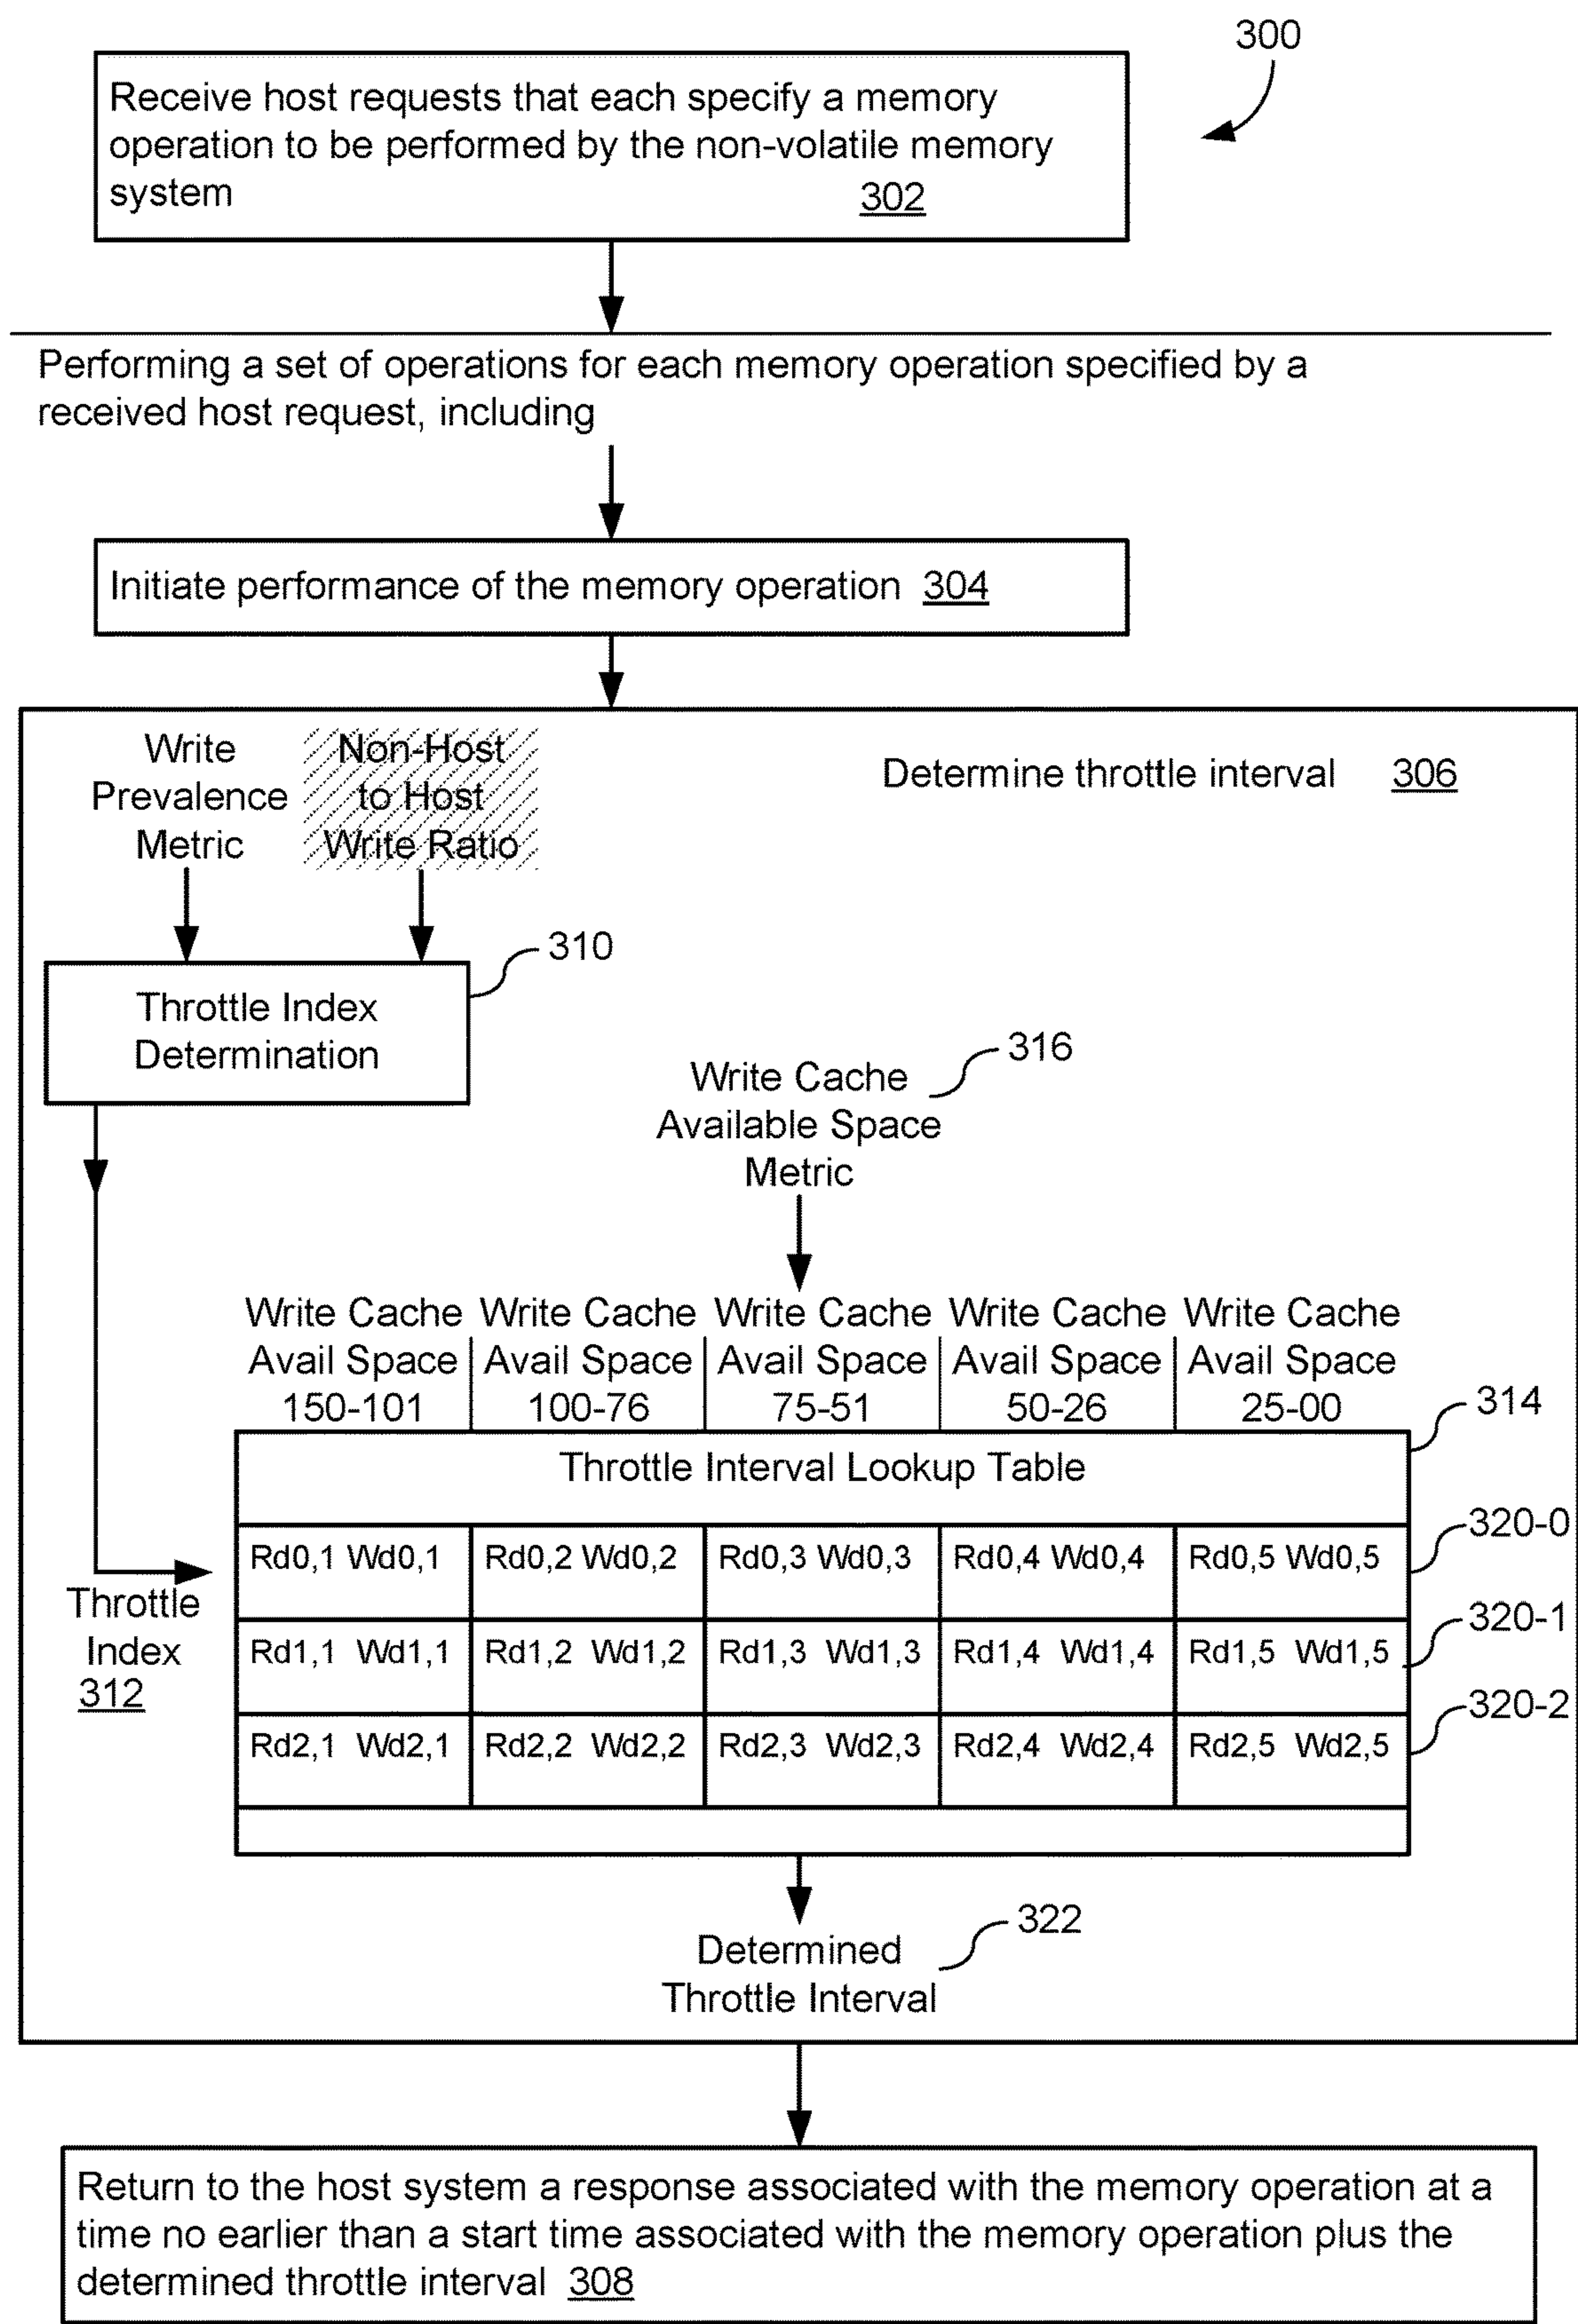 300
Receive host requests that each specify a memory
operation to be performed by the non-volatile memory
system 302
Performing a set of operations for each memory operation specified by a
received host request, including
Initiate performance of the memory operation 304
Write
Prevalence
Metric
Non-Host
to Host
Write Ratio
Determine throttle interval 306
310
Throttle Index
Determination
316
Write Cache
Available Space
Metric
Write Cache Write Cache Write Cache Write Cache Write Cache
Avail Space Avail Space Avail Space Avail Space Avail Space
150-101 100-76 75-51 50-26 25-00
314
Throttle Interval Lookup Table
320-0
Rd0,1 Wd0,1 Rd0,2 Wd0,2 Rd0,3 Wd0,3 Rd0,4 Wd0,4 Rd0,5 Wd0,5
Throttle
Index
312
320-1
Rd1,1 Wd1,1 Rd1,2 Wd1,2 Rd1,3 Wd1,3 Rd1,4 Wd1,4 Rd1,5 Wd1,5
320-2
Rd2,1 Wd2,1 Rd2,2 Wd2,2 Rd2,3 Wd2,3 Rd2,4 Wd2,4 Rd2,5 Wd2,5
322
Determined
Throttle Interval
Return to the host system a response associated with the memory operation at a
time no earlier than a start time associated with the memory operation plus the
determined throttle interval 308